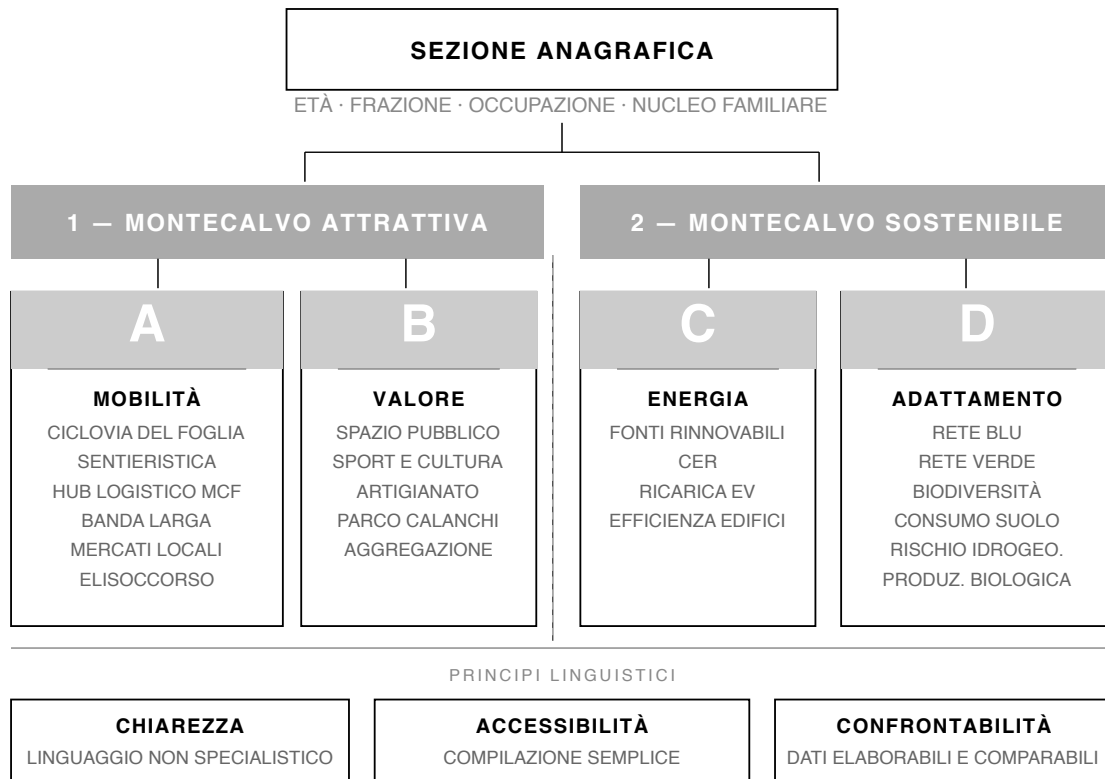 SEZIONE ANAGRAFICA
ETÀ · FRAZIONE · OCCUPAZIONE · NUCLEO FAMILIARE
1 — MONTECALVO ATTRATTIVA
2 — MONTECALVO SOSTENIBILE
A
MOBILITÀ
CICLOVIA DEL FOGLIA
SENTIERISTICA
HUB LOGISTICO MCF
BANDA LARGA
MERCATI LOCALI
ELISOCCORSO
B
VALORE
SPAZIO PUBBLICO
SPORT E CULTURA
ARTIGIANATO
PARCO CALANCHI
AGGREGAZIONE
C
ENERGIA
FONTI RINNOVABILI
CER
RICARICA EV
EFFICIENZA EDIFICI
D
ADATTAMENTO
RETE BLU
RETE VERDE
BIODIVERSITÀ
CONSUMO SUOLO
RISCHIO IDROGEO.
PRODUZ. BIOLOGICA
PRINCIPI LINGUISTICI
CHIAREZZA
LINGUAGGIO NON SPECIALISTICO
ACCESSIBILITÀ
COMPILAZIONE SEMPLICE
CONFRONTABILITÀ
DATI ELABORABILI E COMPARABILI